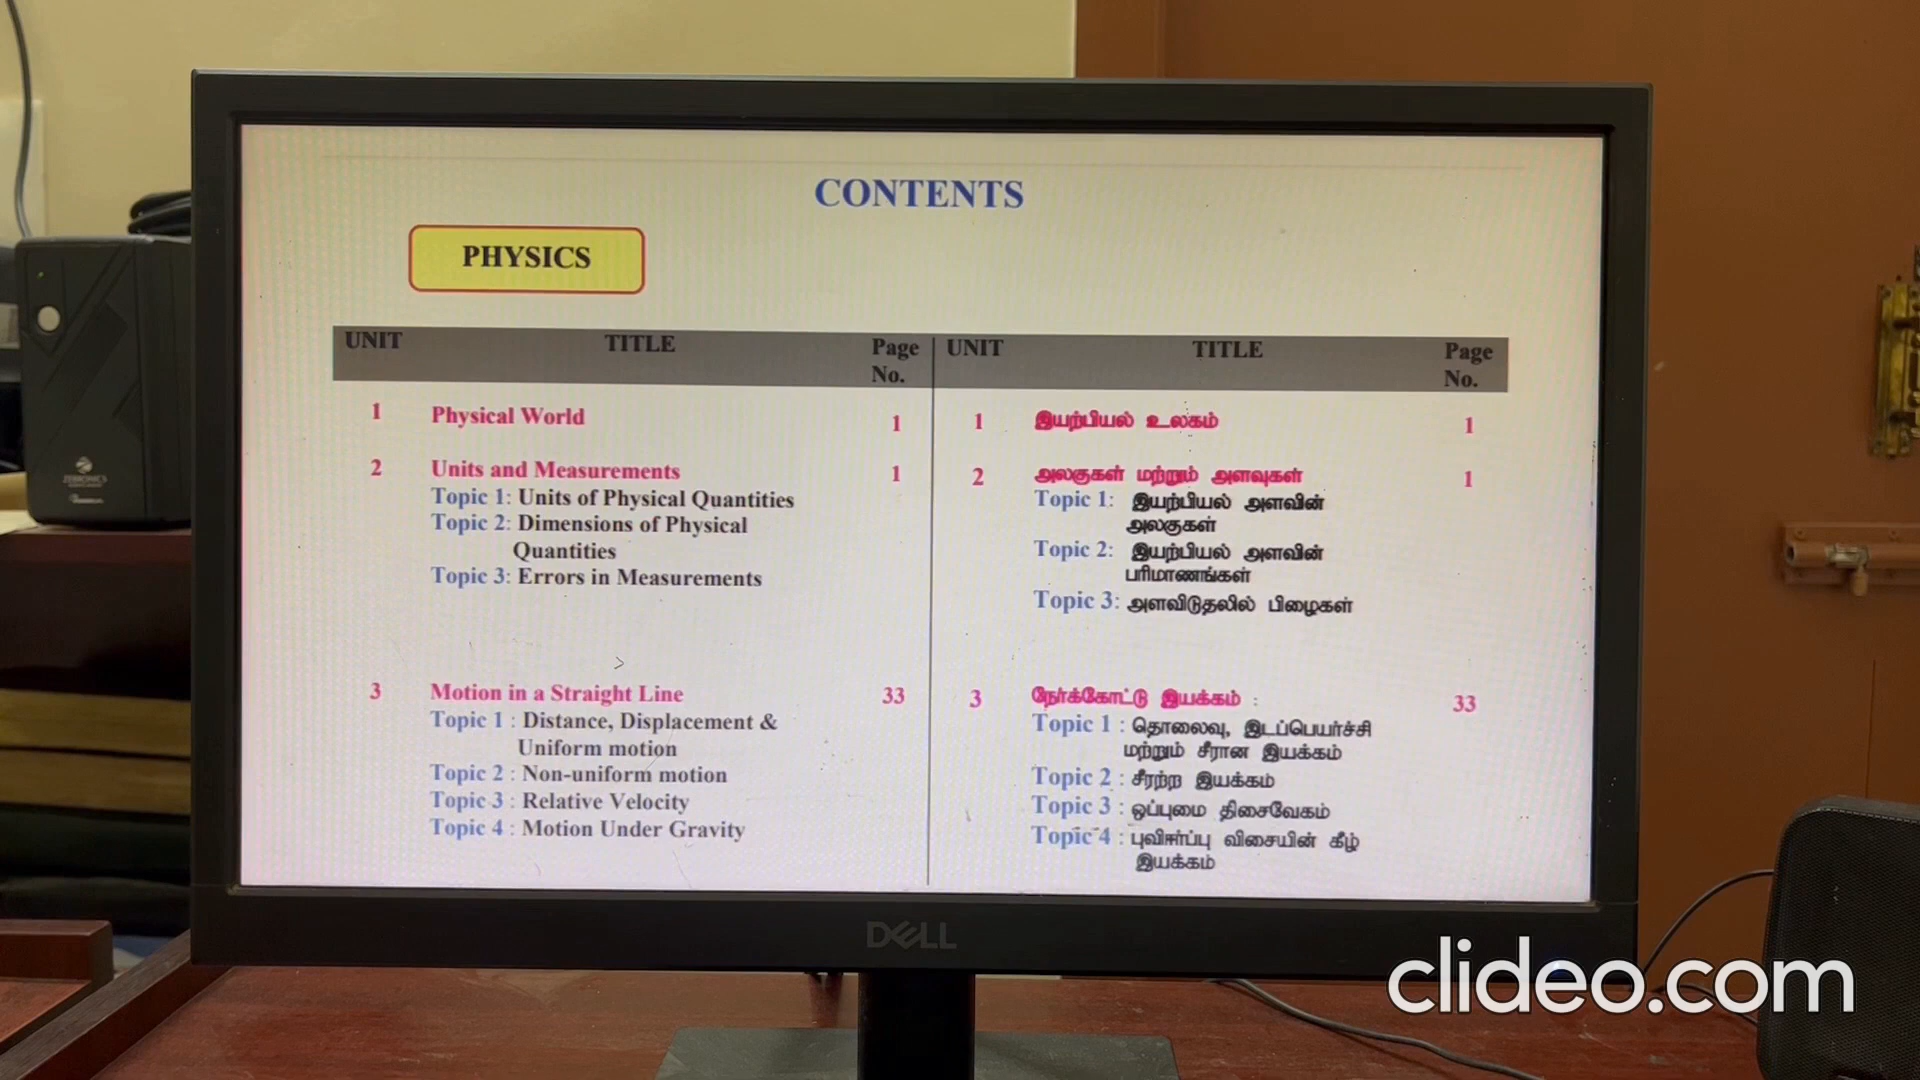 CONTENTS
PHYSICS
UNIT TITLE Page No.
1 Physical World 1
2 Units and Measurements 1
Topic 1: Units of Physical Quantities
Topic 2: Dimensions of Physical
Quantities
Topic 3: Errors in Measurements
3 Motion in a Straight Line 33
Topic 1 : Distance, Displacement &
Uniform motion
Topic 2 : Non-uniform motion
Topic 3 : Relative Velocity
Topic 4 : Motion Under Gravity
UNIT TITLE Page No.
1 இயற்பியல் உலகம் 1
2 அலகுகள் மற்றும் அளவுகள் 1
Topic 1: இயற்பியல் அளவின்
அலகுகள்
Topic 2: இயற்பியல் அளவின்
பரிமாணங்கள்
Topic 3: அளவிடுதலில் பிழைகள்
3 நேர்க்கோட்டு இயக்கம் : 33
Topic 1 : தொலைவு, இடப்பெயர்ச்சி
மற்றும் சீரான இயக்கம்
Topic 2 : சீரற்ற இயக்கம்
Topic 3 : ஒப்புமை திசைவேகம்
Topic 4 : புவிஈர்ப்பு விசையின் கீழ்
இயக்கம்
ZEBRONICS
DELL
clideo.com